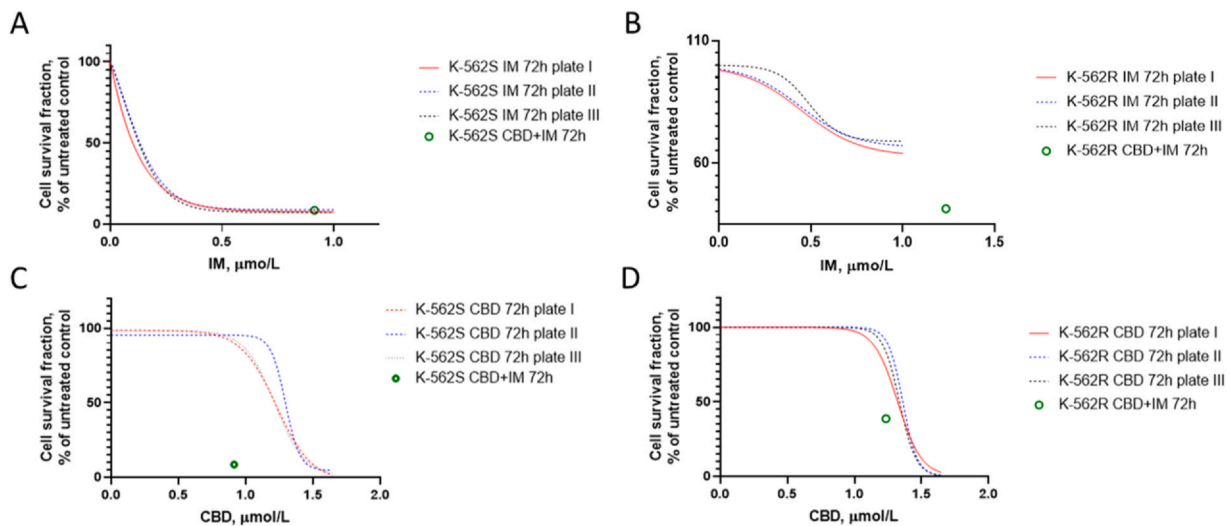 A
Cell survival fraction,
% of untreated control
100
50
0
0.0 0.5 1.0
IM, μmo/L
K-562S IM 72h plate I
K-562S IM 72h plate II
K-562S IM 72h plate III
K-562S CBD+IM 72h
B
Cell survival fraction,
% of untreated control
110
60
0.0 0.5 1.0 1.5
IM, μmo/L
K-562R IM 72h plate I
K-562R IM 72h plate II
K-562R IM 72h plate III
K-562R CBD+IM 72h
C
Cell survival fraction,
% of untreated control
100
50
0
0.0 0.5 1.0 1.5 2.0
CBD, μmol/L
K-562S CBD 72h plate I
K-562S CBD 72h plate II
K-562S CBD 72h plate III
K-562S CBD+IM 72h
D
Cell survival fraction,
% of untreated control
100
50
0
0.0 0.5 1.0 1.5 2.0
CBD, μmol/L
K-562R CBD 72h plate I
K-562R CBD 72h plate II
K-562R CBD 72h plate III
K-562R CBD+IM 72h